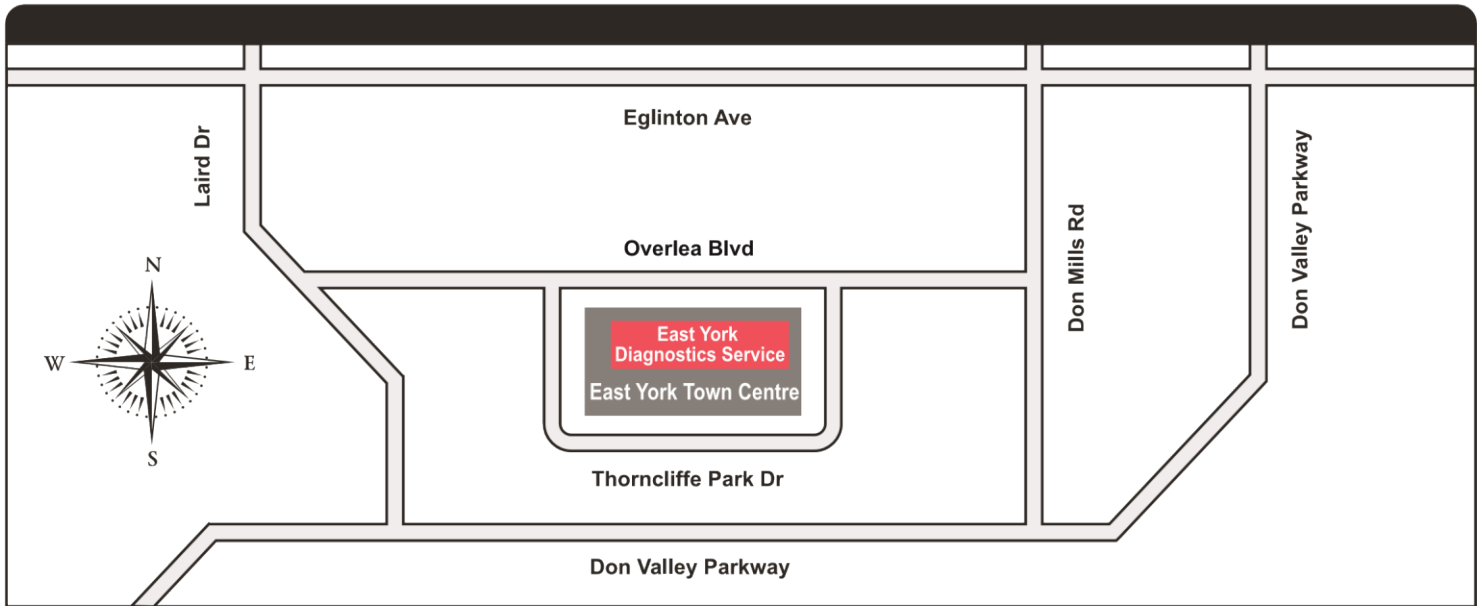 Eglinton Ave
Laird Dr
Don Valley Parkway
Don Mills Rd
Overlea Blvd
N
W
E
S
East York
Diagnostics Service
East York Town Centre
Thorncliffe Park Dr
Don Valley Parkway